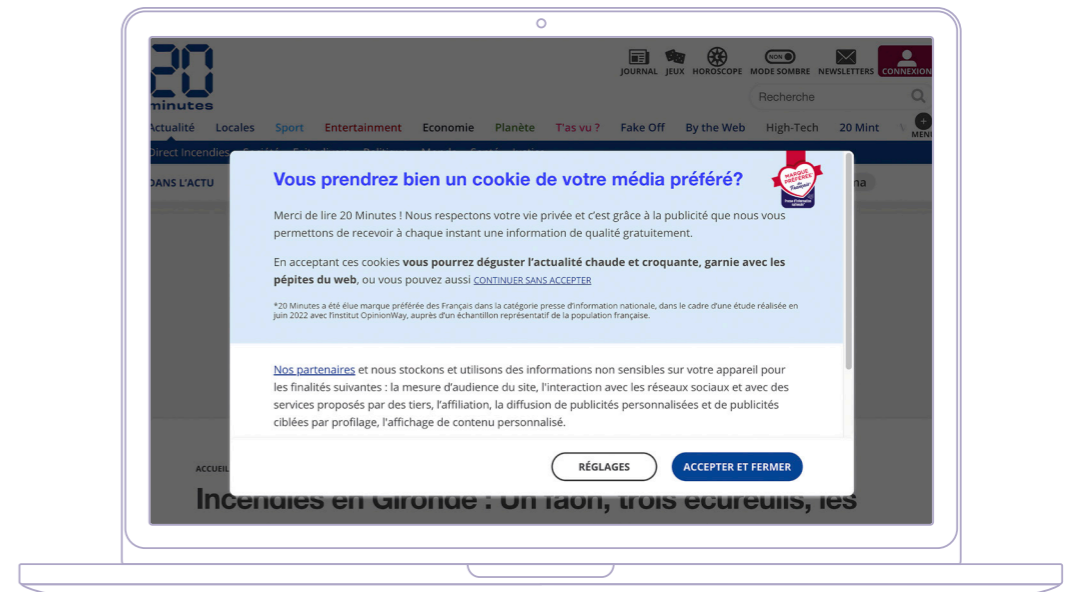 20
minutes
JOURNAL JEUX HOROSCOPE NON MODE SOMBRE NEWSLETTERS CONNEXION
Recherche
Actualité Locales Sport Entertainment Economie Planète T'as vu ? Fake Off By the Web High-Tech 20 Mint V MENU
Direct Incendies
DANS L'ACTU
Vous prendrez bien un cookie de votre média préféré?
MARQUE PRÉFÉRÉE des Français
Merci de lire 20 Minutes ! Nous respectons votre vie privée et c'est grâce à la publicité que nous vous
permettons de recevoir à chaque instant une information de qualité gratuitement.
En acceptant ces cookies vous pourrez déguster l'actualité chaude et croquante, garnie avec les
pépites du web, ou vous pouvez aussi CONTINUER SANS ACCEPTER
*20 Minutes a été élue marque préférée des Français dans la catégorie presse d'information nationale, dans le cadre d'une étude réalisée en
juin 2022 avec l'institut OpinionWay, auprès d'un échantillon représentatif de la population française.
Nos partenaires et nous stockons et utilisons des informations non sensibles sur votre appareil pour
les finalités suivantes : la mesure d'audience du site, l'interaction avec les réseaux sociaux et avec des
services proposés par des tiers, l'affiliation, la diffusion de publicités personnalisées et de publicités
ciblées par profilage, l'affichage de contenu personnalisé.
RÉGLAGES ACCEPTER ET FERMER
ACCUEIL
Incendies en Gironde : Un faon, trois écureuils, les